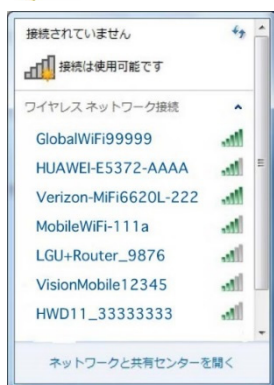 接続されていません
接続は使用可能です
ワイヤレス ネットワーク接続
GlobalWiFi99999
HUAWEI-E5372-AAAA
Verizon-MiFi6620L-222
MobileWiFi-111a
LGU+Router_9876
VisionMobile12345
HWD11_33333333
ネットワークと共有センターを開く